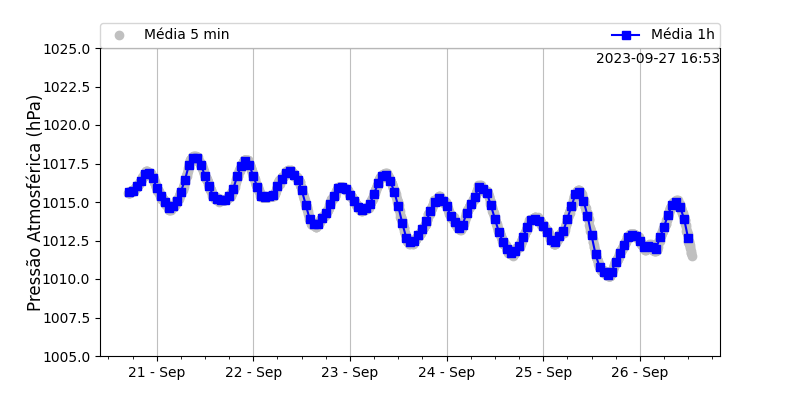 Média 5 min
Média 1h
2023-09-27 16:53
Pressão Atmosférica (hPa)
1025.0
1022.5
1020.0
1017.5
1015.0
1012.5
1010.0
1007.5
1005.0
21 - Sep
22 - Sep
23 - Sep
24 - Sep
25 - Sep
26 - Sep